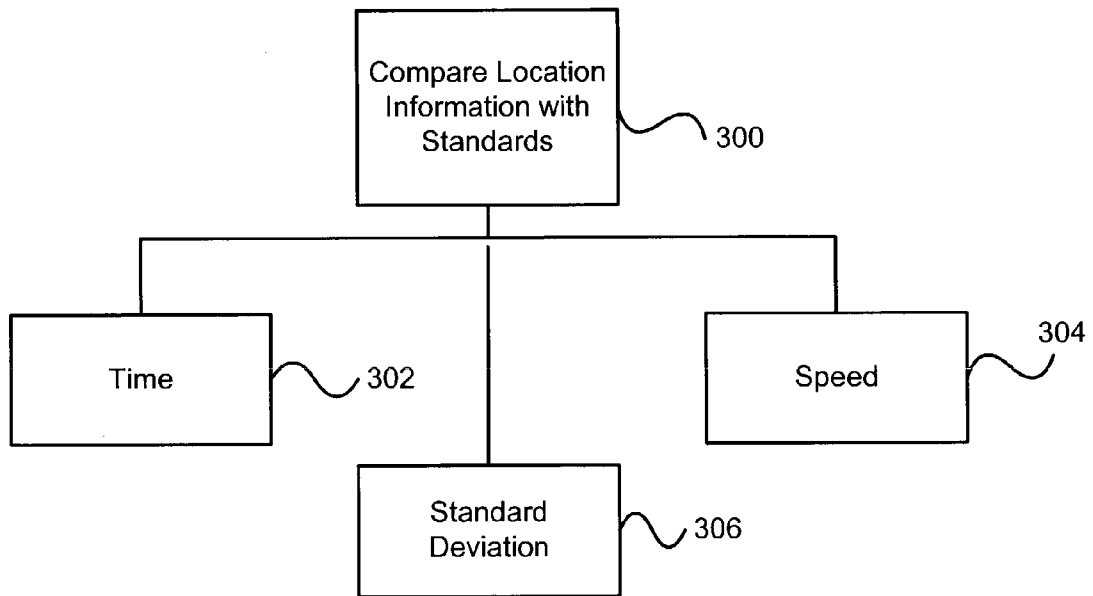 Compare Location
Information with
Standards
300
Time
302
Speed
304
Standard
Deviation
306